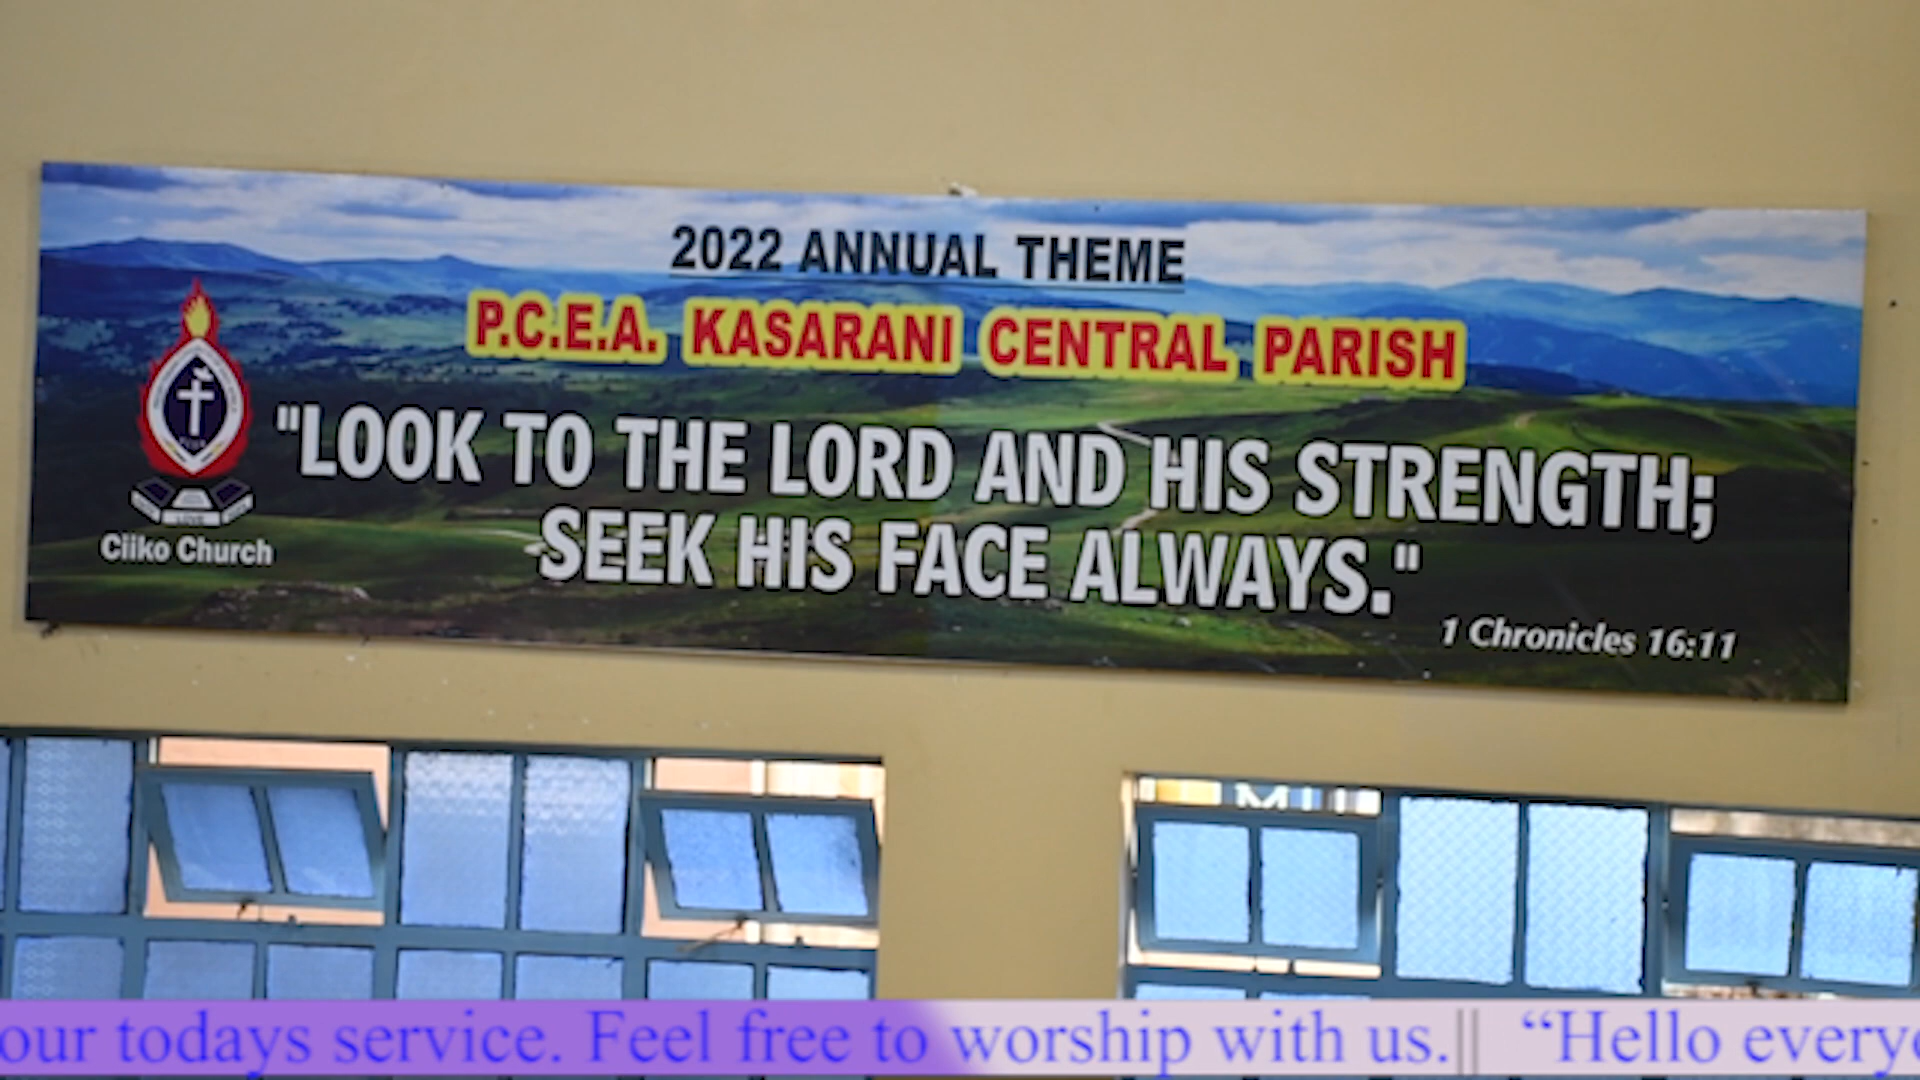 2022 ANNUAL THEME
P.C.E.A. KASARANI CENTRAL PARISH
"LOOK TO THE LORD AND HIS STRENGTH;
SEEK HIS FACE ALWAYS."
1 Chronicles 16:11
Ciiko Church
our todays service. Feel free to worship with us.|| “Hello everyo